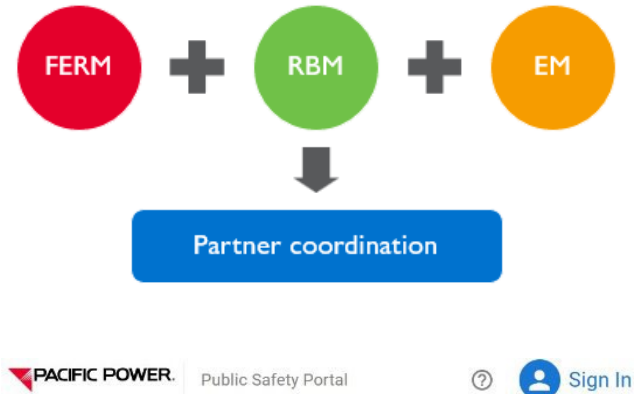 FERM RBM EM
Partner coordination
PACIFIC POWER. Public Safety Portal Sign In